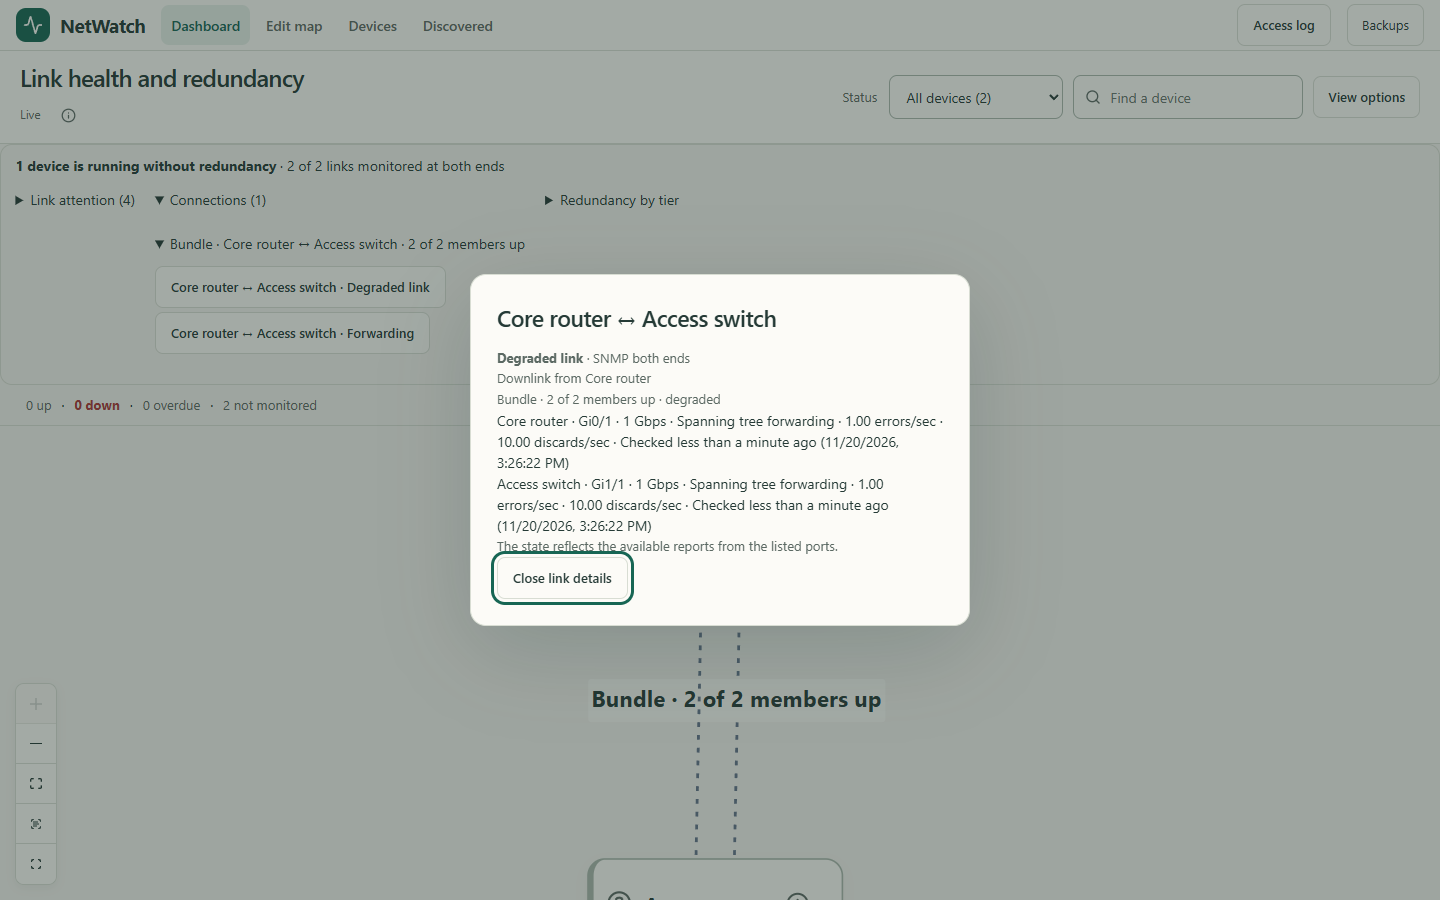 NetWatch
Dashboard
Edit map
Devices
Discovered
Access log
Backups
Link health and redundancy
Live
Status
All devices (2)
Find a device
View options
1 device is running without redundancy · 2 of 2 links monitored at both ends
Link attention (4)
Connections (1)
Redundancy by tier
Bundle · Core router ↔ Access switch · 2 of 2 members up
Core router ↔ Access switch · Degraded link
Core router ↔ Access switch · Forwarding
0 up · 0 down · 0 overdue · 2 not monitored
Core router ↔ Access switch
Degraded link · SNMP both ends
Downlink from Core router
Bundle · 2 of 2 members up · degraded
Core router · Gi0/1 · 1 Gbps · Spanning tree forwarding · 1.00 errors/sec ·
10.00 discards/sec · Checked less than a minute ago (11/20/2026,
3:26:22 PM)
Access switch · Gi1/1 · 1 Gbps · Spanning tree forwarding · 1.00
errors/sec · 10.00 discards/sec · Checked less than a minute ago
(11/20/2026, 3:26:22 PM)
The state reflects the available reports from the listed ports.
Close link details
Bundle · 2 of 2 members up